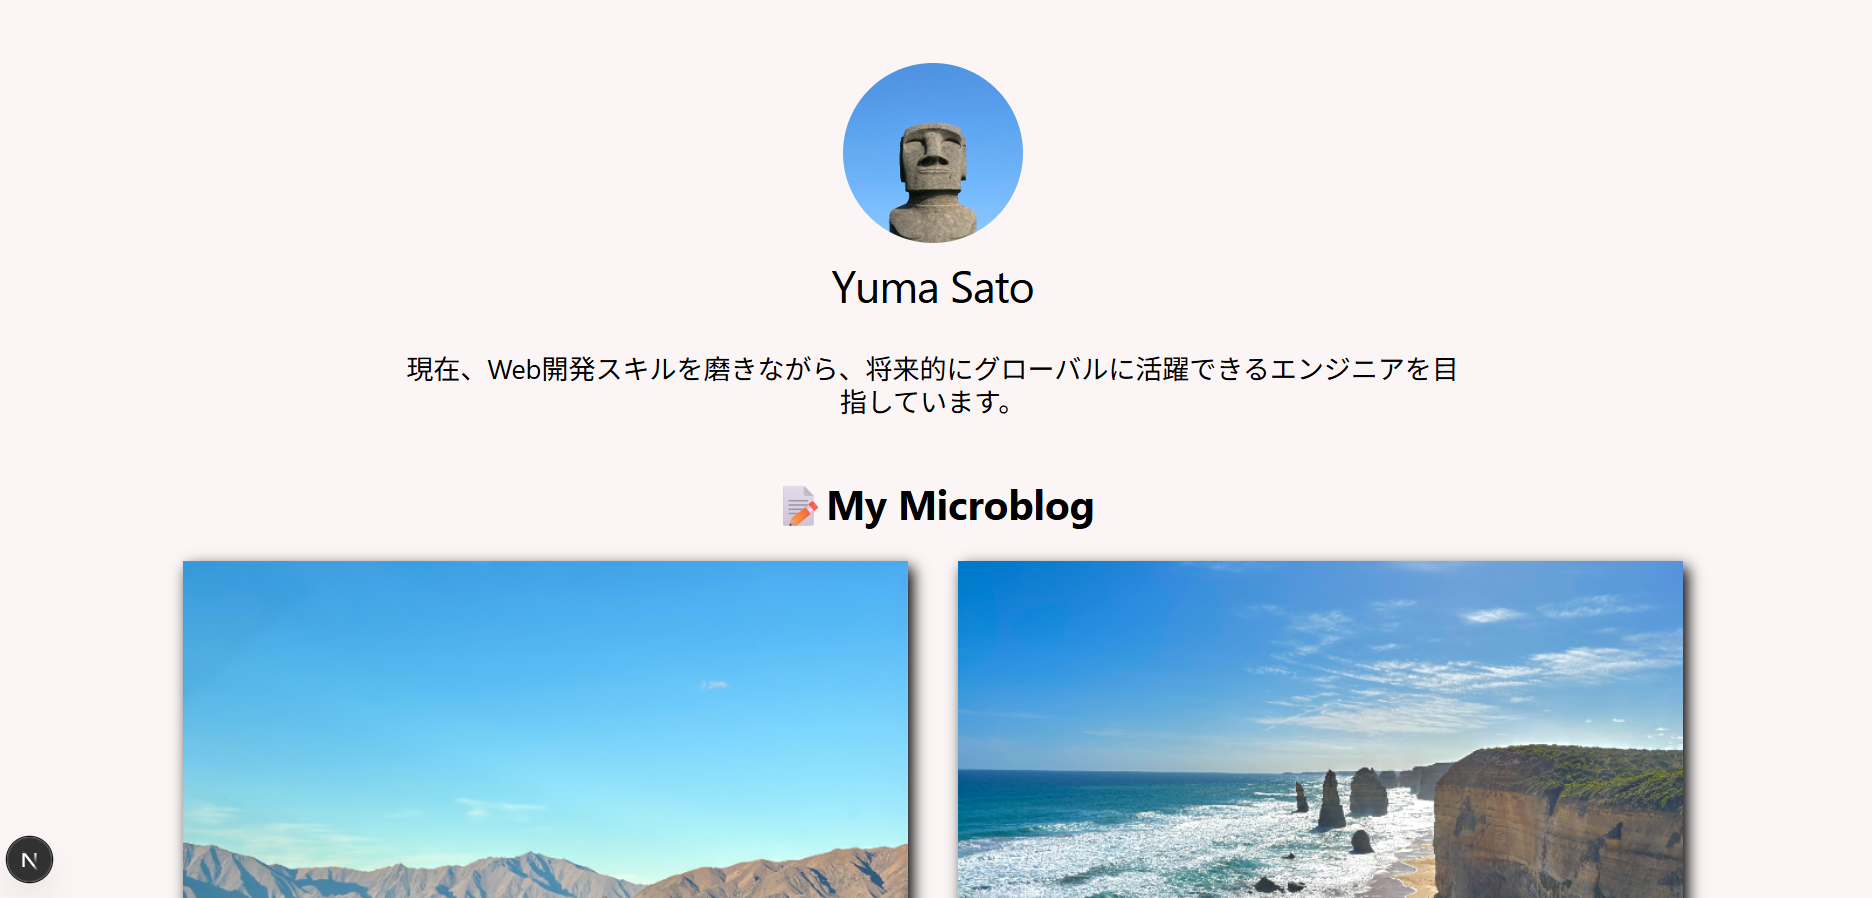 Yuma Sato
現在、Web開発スキルを磨きながら、将来的にグローバルに活躍できるエンジニアを目
指しています。
📝My Microblog
N